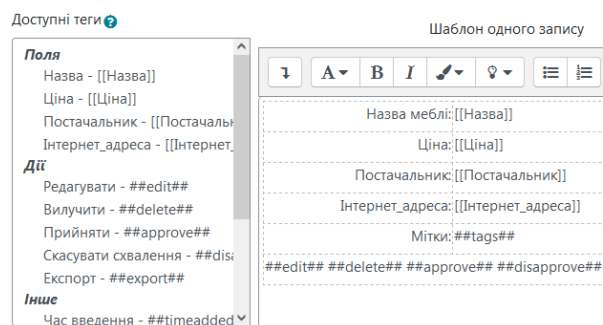 Доступні теги
Шаблон одного запису
Поля
Назва - [[Назва]]
Ціна - [[Ціна]]
Постачальник - [[Постачальн
Інтернет_адреса - [[Інтернет_
Дії
Редагувати - ##edit##
Вилучити - ##delete##
Прийняти - ##approve##
Скасувати схвалення - ##disa
Експорт - ##export##
Інше
Час введення - ##timeadded
A B I
Назва меблі: [[Назва]]
Ціна: [[Ціна]]
Постачальник: [[Постачальник]]
Інтернет_адреса: [[Інтернет_адреса]]
Мітки: ##tags##
##edit## ##delete## ##approve## ##disapprove##